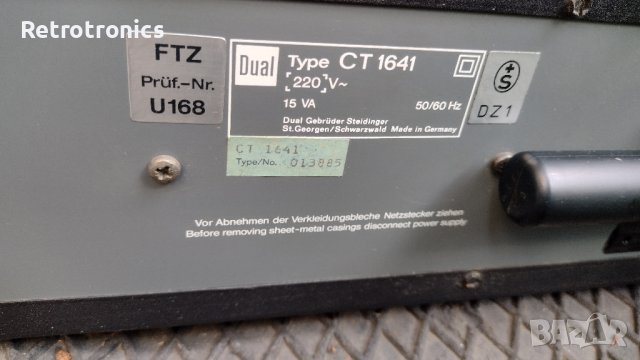 Retrotronics
FTZ
Prüf.-Nr.
U168
Dual
Type CT 1641
220 V~
15 VA 50/60 Hz
Dual Gebrüder Steidinger
St.Georgen/Schwarzwald Made in Germany
+S
DZ1
CT 1641
Type/No. 013885
Vor Abnehmen der Verkleidungsbleche Netzstecker ziehen
Before removing sheet-metal casings disconnect power supply
BAZAR